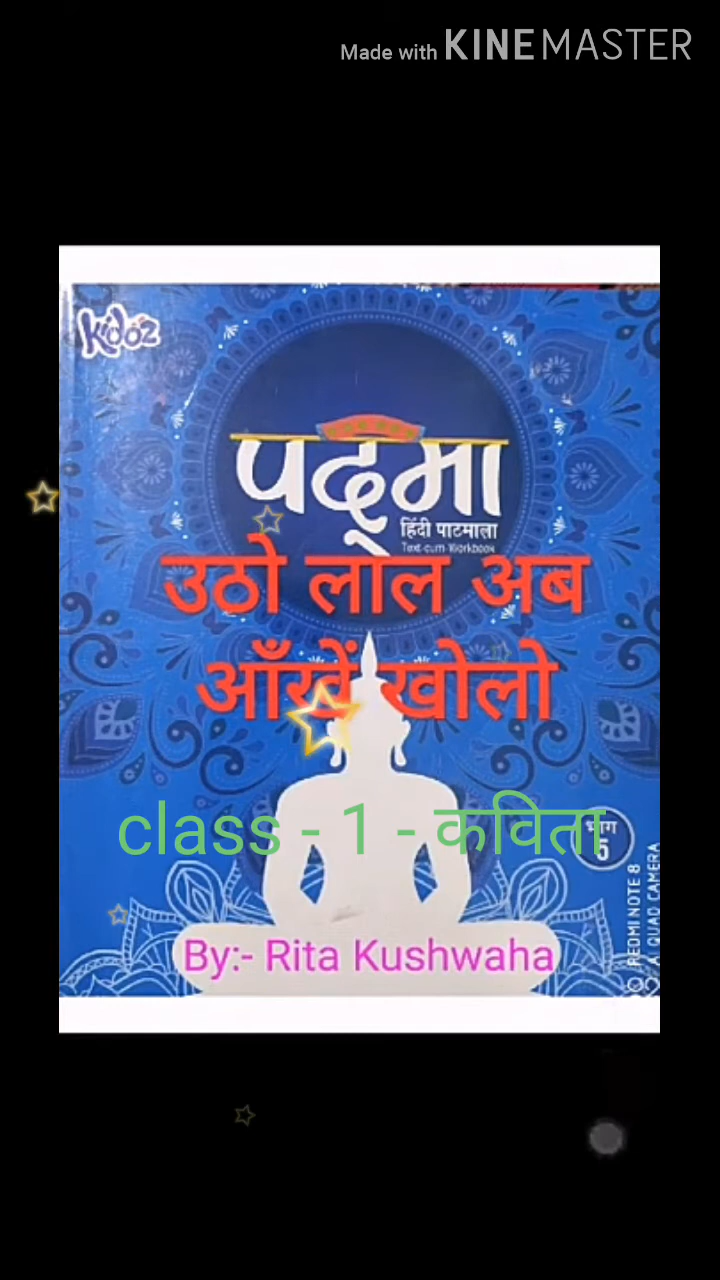 Made with KINEMASTER
kidoz
पद्मा
हिंदी पाठमाला
Text-cum Workbook
उठो लाल अब
आँखें खोलो
class - 1 - कविता
भाग
5
By:- Rita Kushwaha
REDMI NOTE 8
AI QUAD CAMERA